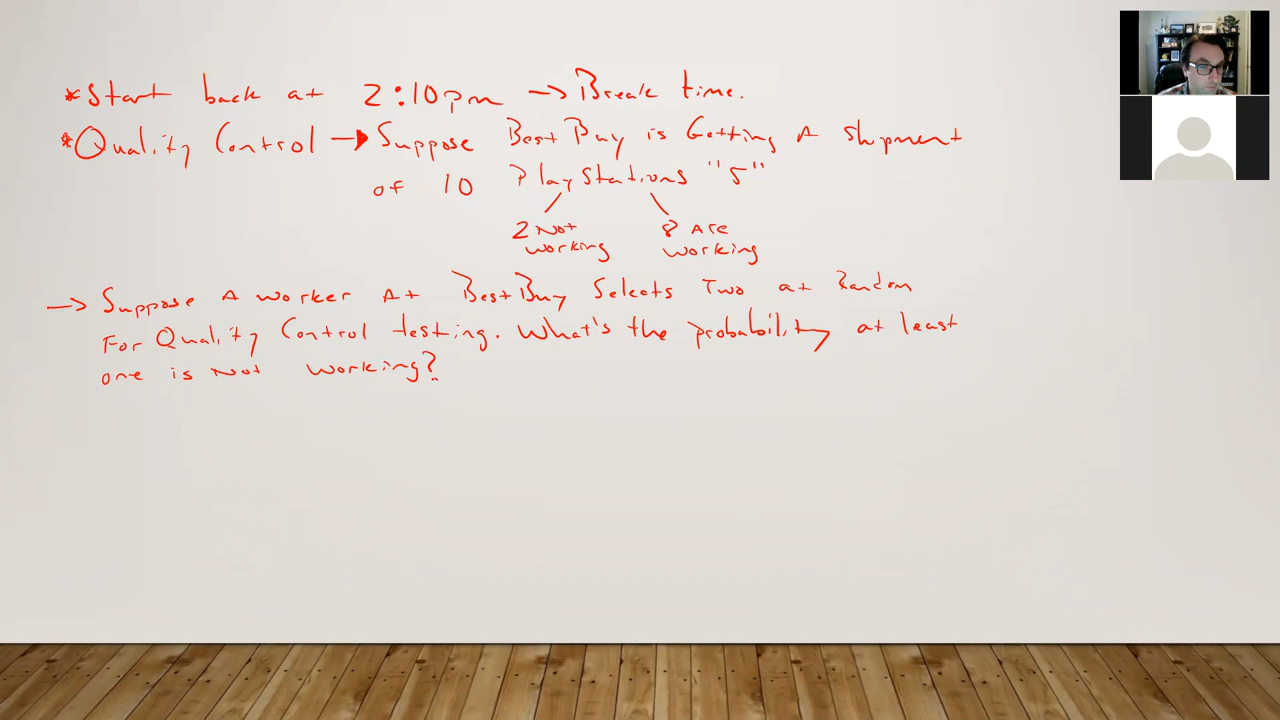 *Start back at 2:10pm → Break time.
*Quality Control → Suppose Best Buy is Getting A shipment
of 10 PlayStations "5"
2 Not working
8 Are working
→ Suppose A worker At Best Buy Selects Two at Random
For Quality Control testing. What's the probability at least
one is Not working?